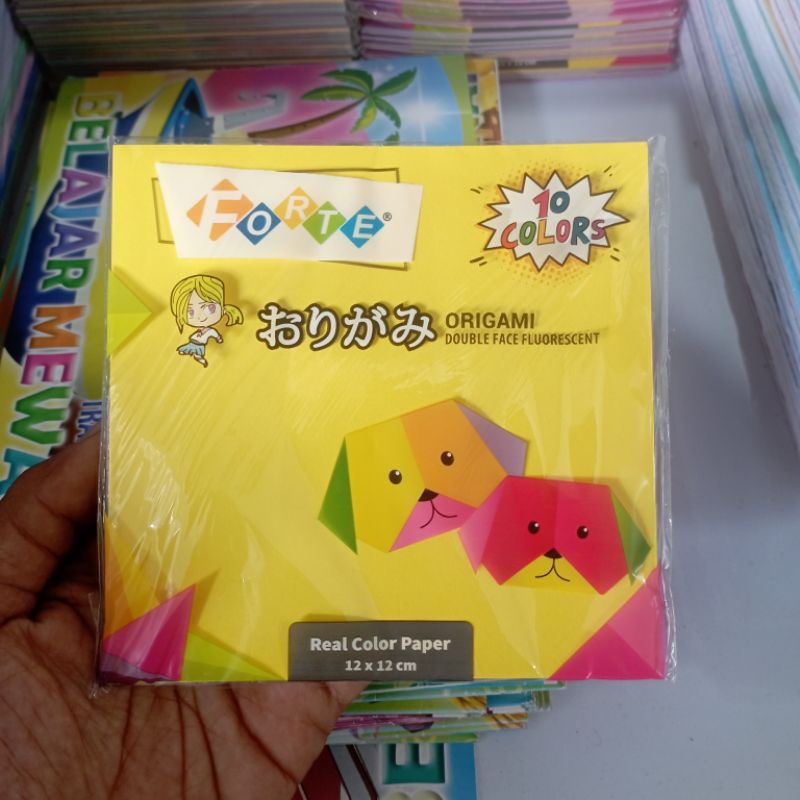 FORTE®
10
COLORS
おりがみ
ORIGAMI
DOUBLE FACE FLUORESCENT
Real Color Paper
12 x 12 cm
BELAJAR MEWA